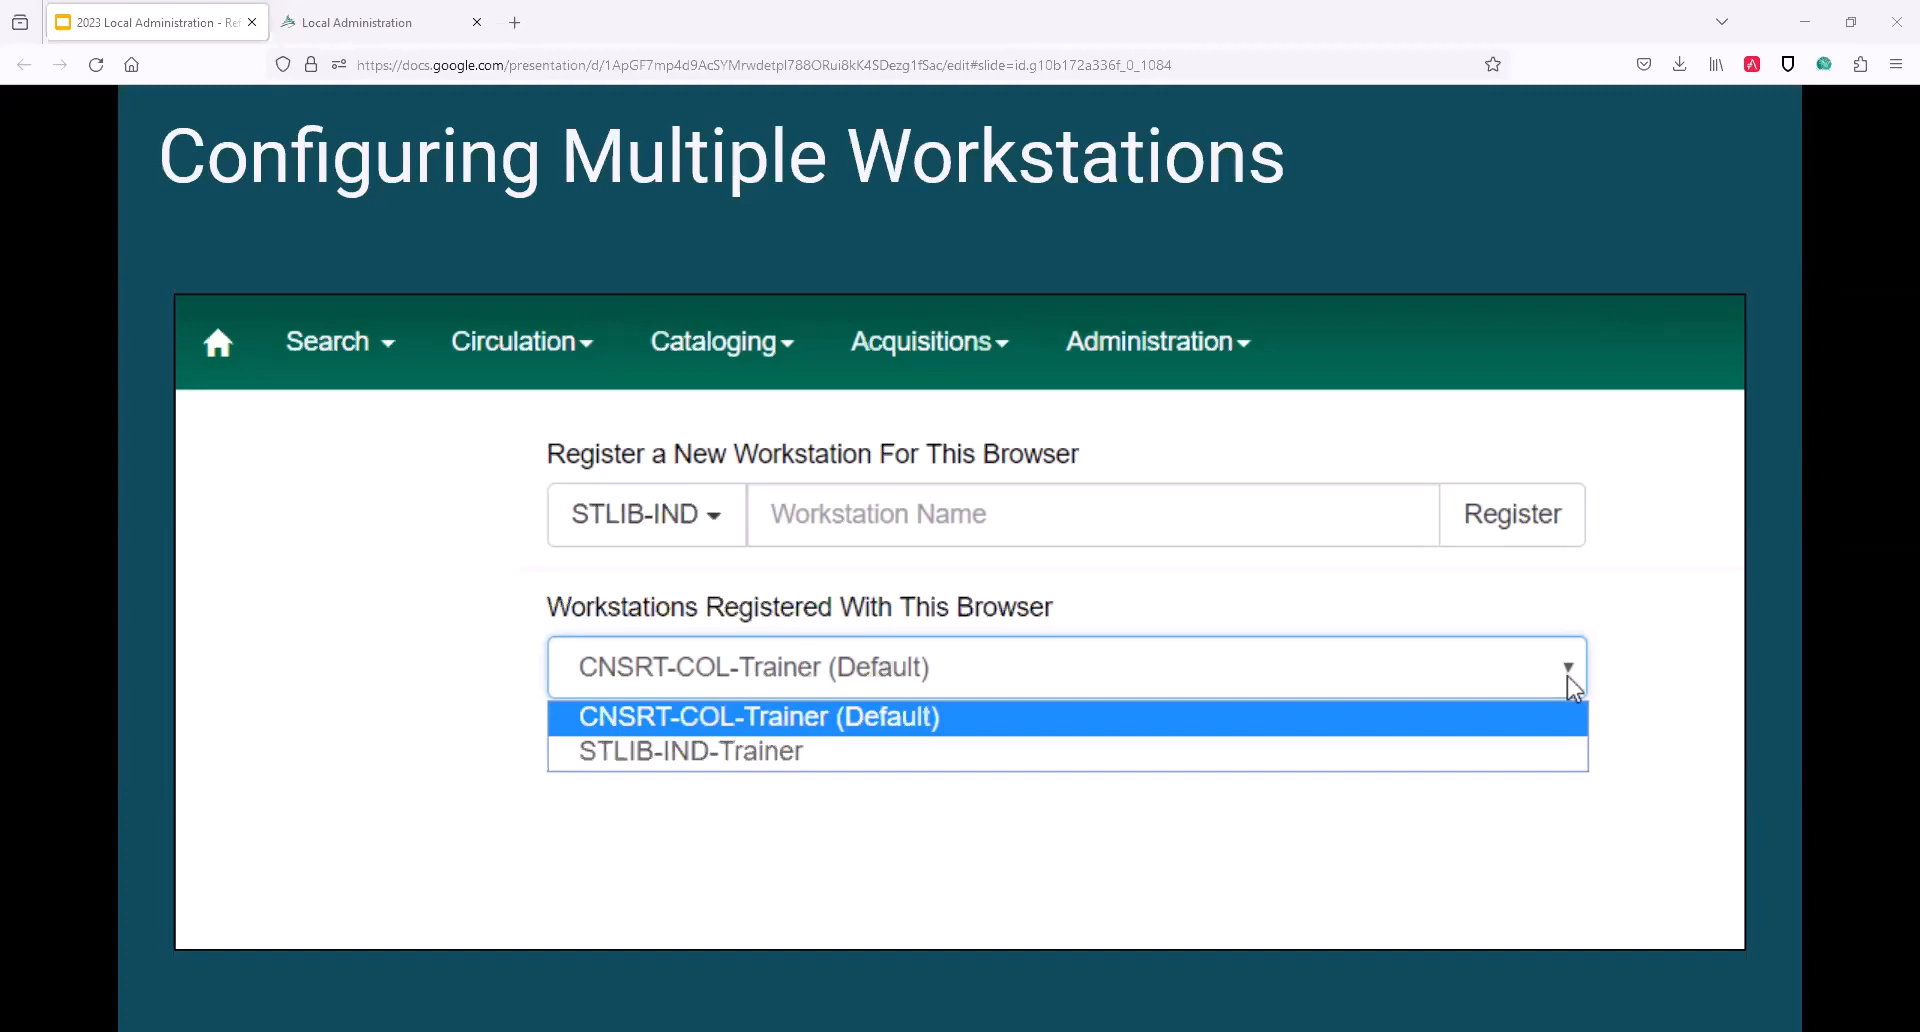 2023 Local Administration - Ret
Local Administration
https://docs.google.com/presentation/d/1ApGF7mp4d9AcSYMrwdetpl788ORui8kK4SDezg1fSac/edit#slide=id.g10b172a336f_0_1084
Configuring Multiple Workstations
Search Circulation Cataloging Acquisitions Administration
Register a New Workstation For This Browser
STLIB-IND Workstation Name Register
Workstations Registered With This Browser
CNSRT-COL-Trainer (Default)
CNSRT-COL-Trainer (Default)
STLIB-IND-Trainer